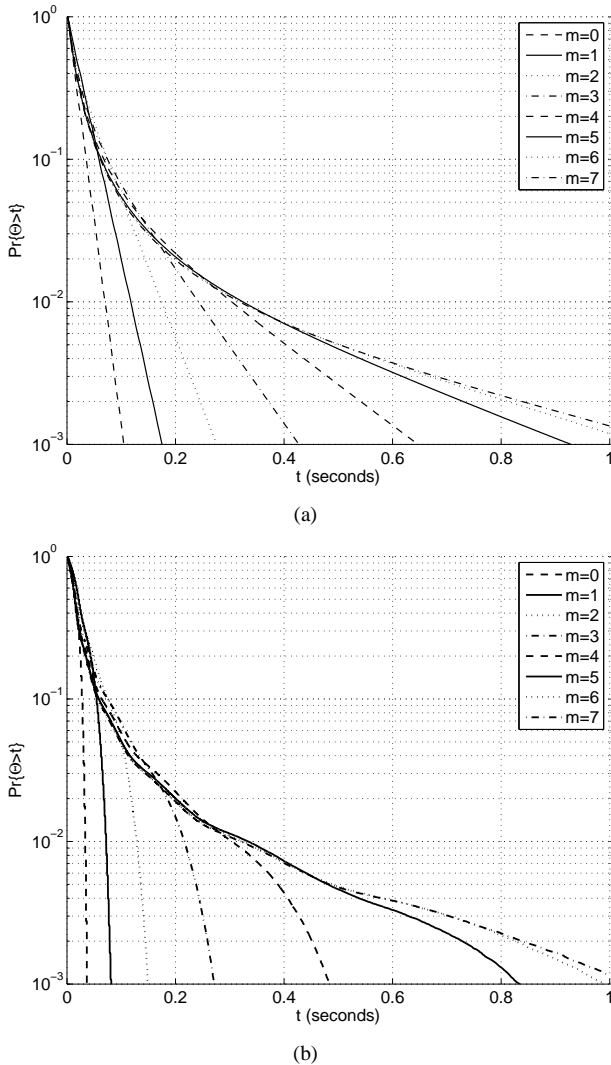 10^0
10^-1
10^-2
10^-3
Pr{Θ>t}
m=0
m=1
m=2
m=3
m=4
m=5
m=6
m=7
0 0.2 0.4 0.6 0.8 1
t (seconds)
(a)
10^0
10^-1
10^-2
10^-3
Pr{Θ>t}
m=0
m=1
m=2
m=3
m=4
m=5
m=6
m=7
0 0.2 0.4 0.6 0.8 1
t (seconds)
(b)